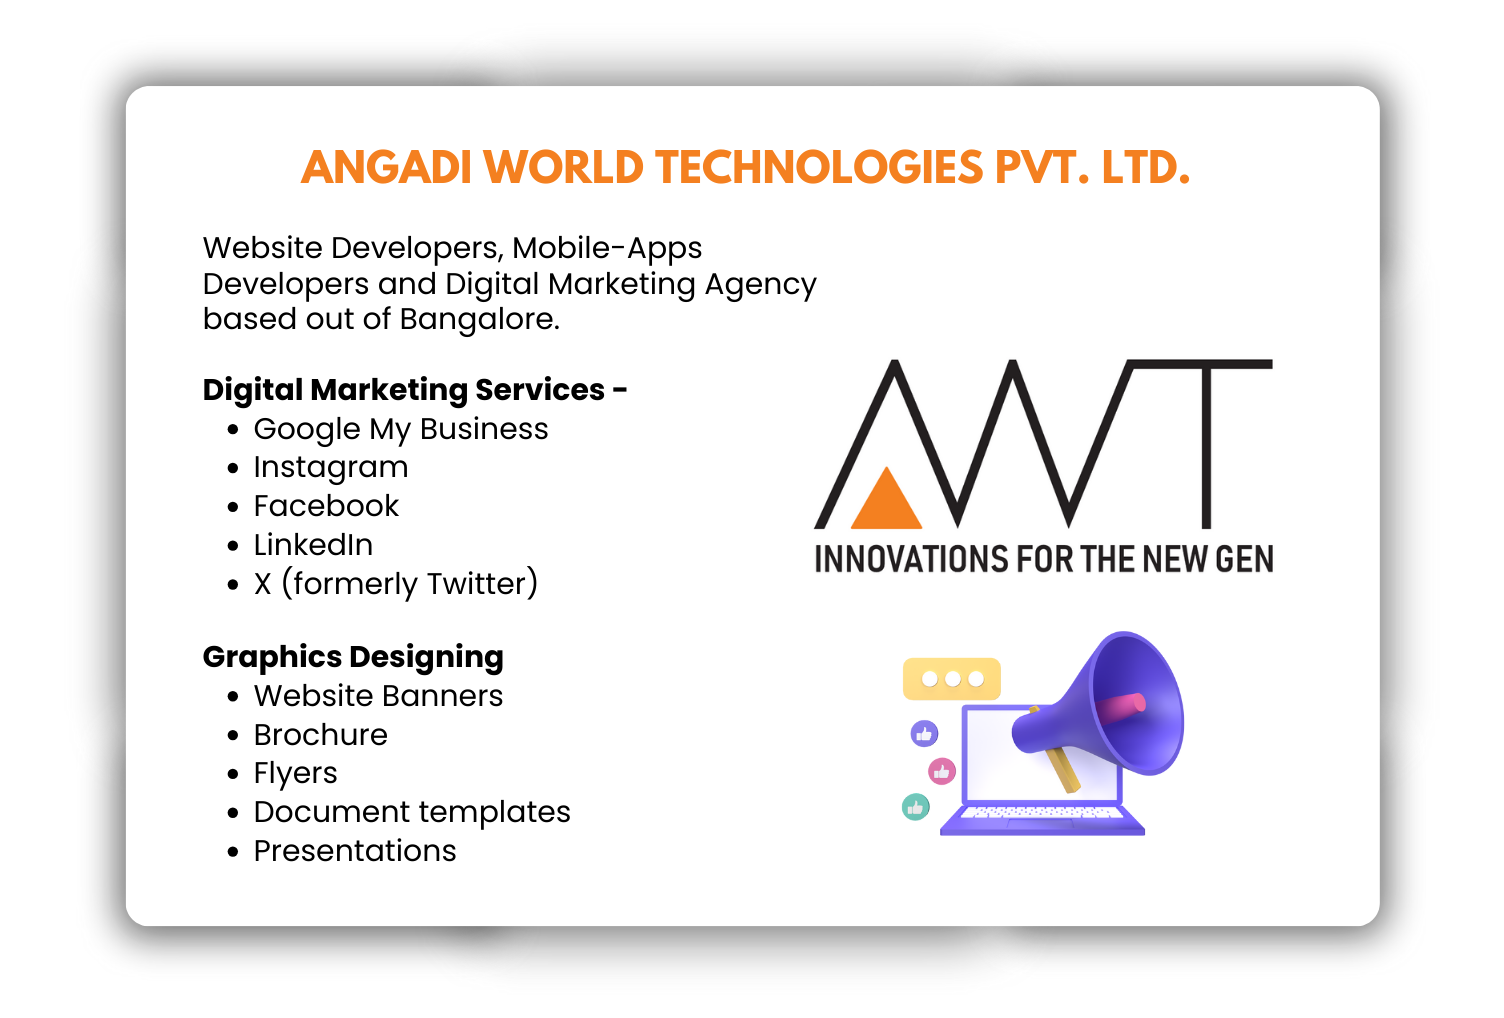 ANGADI WORLD TECHNOLOGIES PVT. LTD.
Website Developers, Mobile-Apps
Developers and Digital Marketing Agency
based out of Bangalore.
Digital Marketing Services -
• Google My Business
• Instagram
• Facebook
• LinkedIn
• X (formerly Twitter)
Graphics Designing
• Website Banners
• Brochure
• Flyers
• Document templates
• Presentations
AWT
INNOVATIONS FOR THE NEW GEN